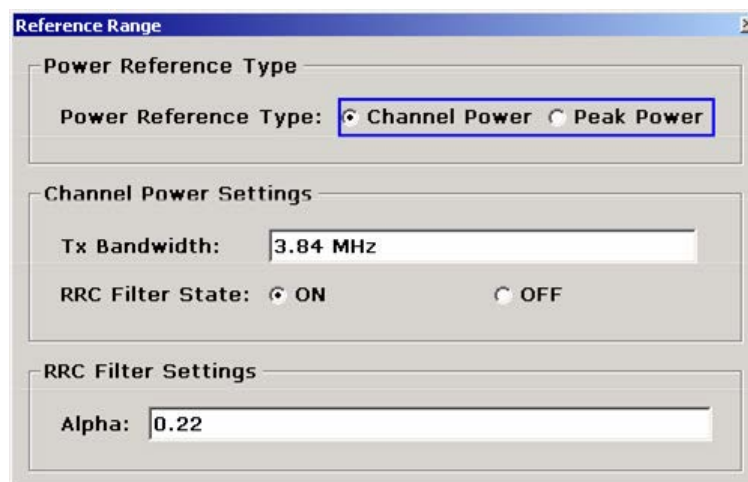 Reference Range
Power Reference Type
Power Reference Type: Channel Power Peak Power
Channel Power Settings
Tx Bandwidth: 3.84 MHz
RRC Filter State: ON OFF
RRC Filter Settings
Alpha: 0.22